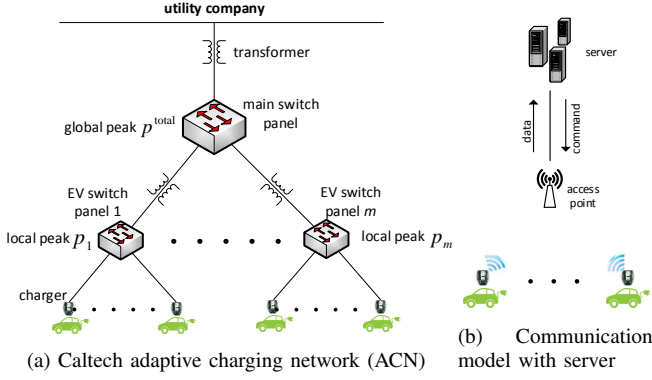 utility company
transformer
main switch
panel
global peak p^total
EV switch
panel 1
EV switch
panel m
local peak p_1
local peak p_m
charger
(a) Caltech adaptive charging network (ACN)
server
data
command
access
point
(b) Communication
model with server